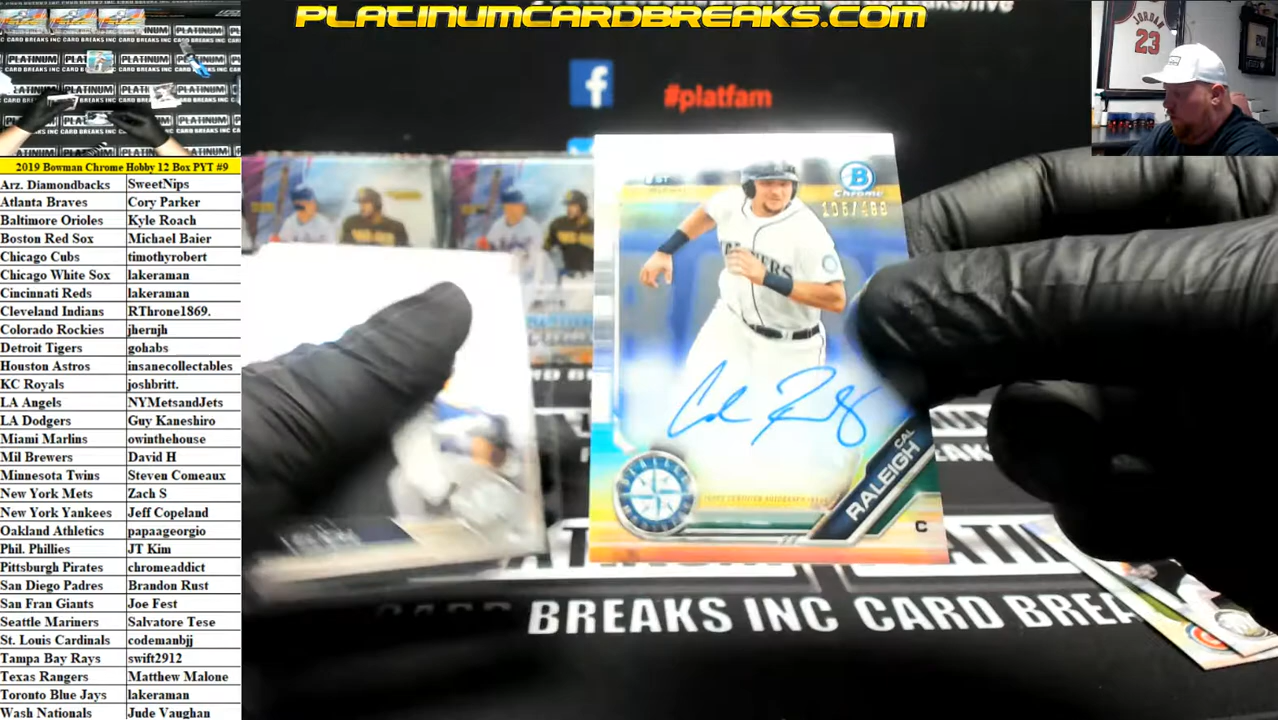 PLATINUMCARDBREAKS.COM
#platfam
JORDAN
23
2019 Bowman Chrome Hobby 12 Box PYT #9
Arz. Diamondbacks SweetNips
Atlanta Braves Cory Parker
Baltimore Orioles Kyle Roach
Boston Red Sox Michael Baier
Chicago Cubs timothyrobert
Chicago White Sox lakeraman
Cincinnati Reds lakeraman
Cleveland Indians RThrone1869.
Colorado Rockies jhernjh
Detroit Tigers gohabs
Houston Astros insanecollectables
KC Royals joshbritt.
LA Angels NYMetsandJets
LA Dodgers Guy Kaneshiro
Miami Marlins owinthehouse
Mil Brewers David H
Minnesota Twins Steven Comeaux
New York Mets Zach S
New York Yankees Jeff Copeland
Oakland Athletics papaageorgio
Phil. Phillies JT Kim
Pittsburgh Pirates chromeaddict
San Diego Padres Brandon Rust
San Fran Giants Joe Fest
Seattle Mariners Salvatore Tese
St. Louis Cardinals codemanbjj
Tampa Bay Rays swift2912
Texas Rangers Matthew Malone
Toronto Blue Jays lakeraman
Wash Nationals Jude Vaughan
B
Chrome
CAL
RALEIGH
C
BREAKS INC CARD BREA